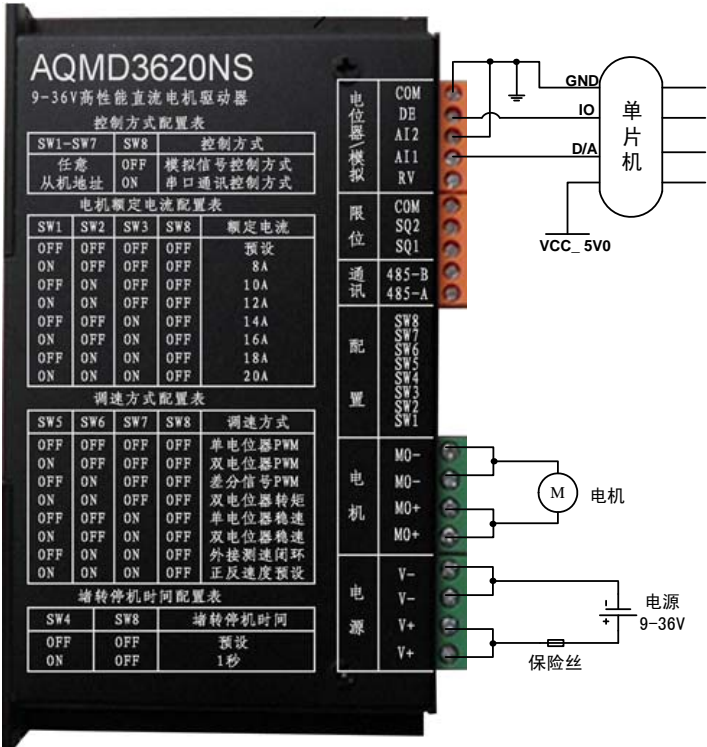 AQMD3620NS
9-36V高性能直流电机驱动器
控制方式配置表
SW1-SW7 SW8 控制方式
任意 OFF 模拟信号控制方式
从机地址 ON 串口通讯控制方式
电机额定电流配置表
SW1 SW2 SW3 SW8 额定电流
OFF OFF OFF OFF 预设
ON OFF OFF OFF 8A
OFF ON OFF OFF 10A
ON ON OFF OFF 12A
OFF OFF ON OFF 14A
ON OFF ON OFF 16A
OFF ON ON OFF 18A
ON ON ON OFF 20A
调速方式配置表
SW5 SW6 SW7 SW8 调速方式
OFF OFF OFF OFF 单电位器PWM
ON OFF OFF OFF 双电位器PWM
OFF ON OFF OFF 差分信号PWM
ON ON OFF OFF 双电位器转矩
OFF OFF ON OFF 单电位器稳速
ON OFF ON OFF 双电位器稳速
OFF ON ON OFF 外接测速闭环
ON ON ON OFF 正反速度预设
堵转停机时间配置表
SW4 SW8 堵转停机时间
OFF OFF 预设
ON OFF 1秒
电位器/模拟
COM
DE
AI2
AI1
RV
限位
COM
SQ2
SQ1
通讯
485-B
485-A
配置
SW8
SW7
SW6
SW5
SW4
SW3
SW2
SW1
电机
MO-
MO-
MO+
MO+
电源
V-
V-
V+
V+
GND
IO
D/A
单片机
VCC_5V0
M
电机
-
+
电源
9-36V
保险丝